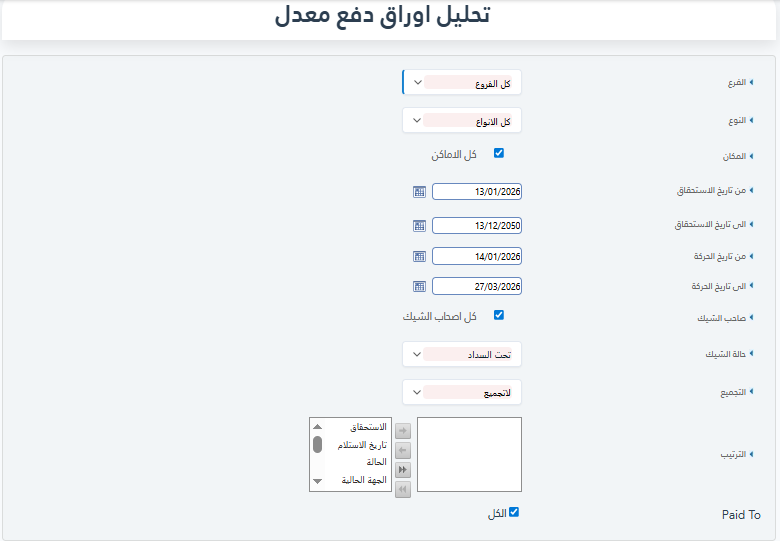 تحليل اوراق دفع معدل
الفرع كل الفروع
النوع كل الانواع
المكان كل الاماكن
من تاريخ الاستحقاق 13/01/2026
الى تاريخ الاستحقاق 13/12/2050
من تاريخ الحركة 14/01/2026
الى تاريخ الحركة 27/03/2026
صاحب الشيك كل اصحاب الشيك
حالة الشيك تحت السداد
التجميع لاتجميع
الترتيب
الاستحقاق
تاريخ الاستلام
الحالة
الجهة الحالية
Paid To الكل